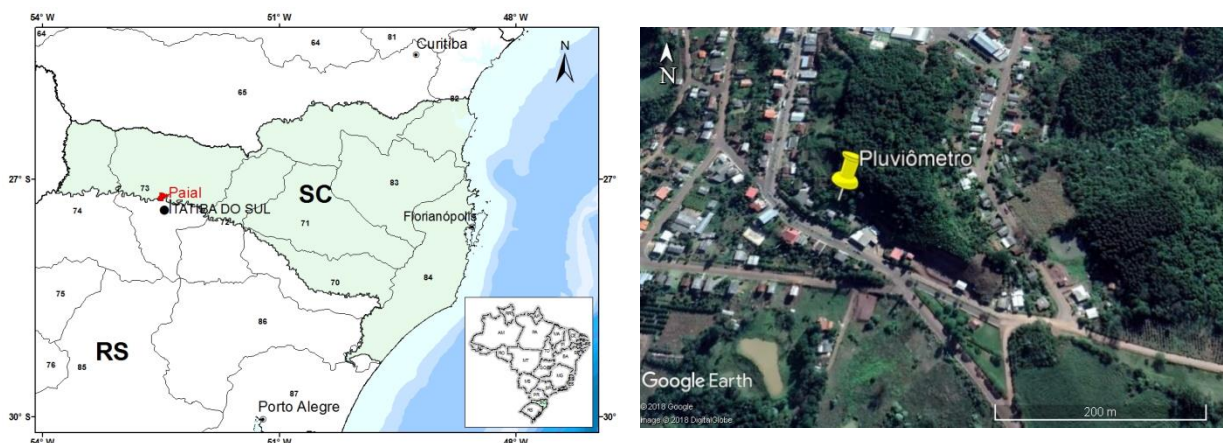 54° W
51° W
48° W
64
64
81
Curitiba
N
65
82
27° S
27° S
73
Paial
83
SC
74
ITATIBA DO SUL
71
Florianópolis
84
70
75
86
RS
76
85
87
30° S
30° S
Porto Alegre
54° W
51° W
48° W
N
Pluviômetro
Google Earth
© 2018 Google
Image © 2018 DigitalGlobe
200 m